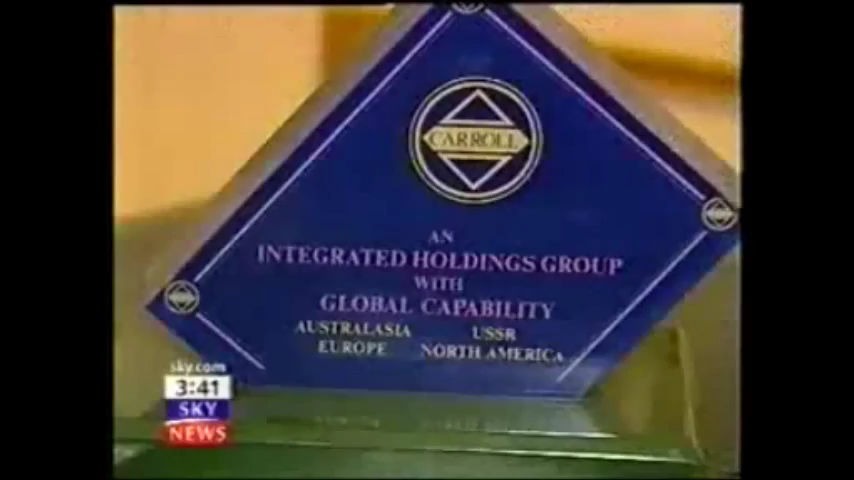 CARROLL
AN
INTEGRATED HOLDINGS GROUP
WITH
GLOBAL CAPABILITY
AUSTRALASIA USSR
EUROPE NORTH AMERICA
sky.com
3:41
SKY
NEWS